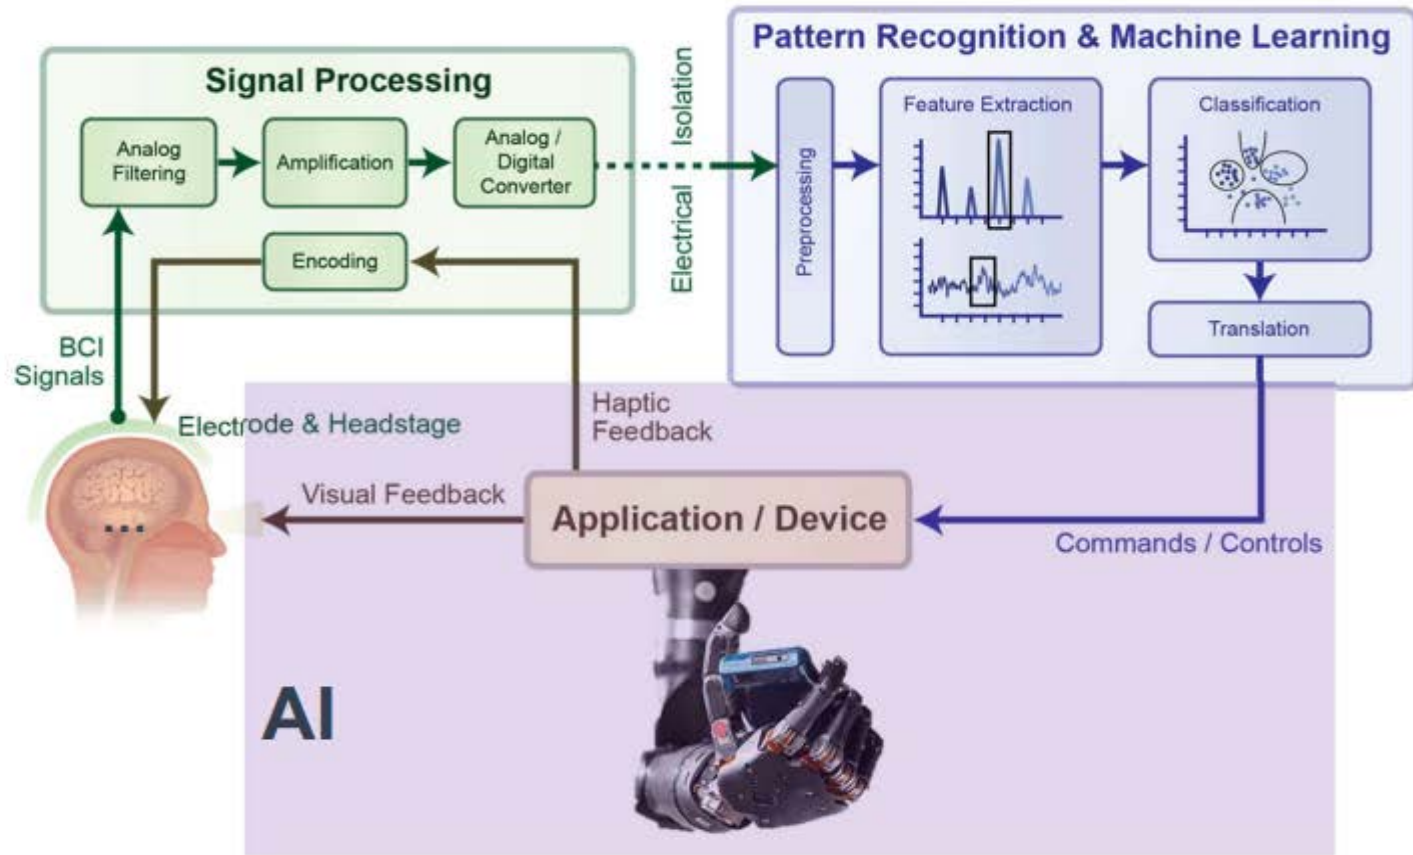 Signal Processing
Analog
Filtering
Amplification
Analog /
Digital
Converter
Encoding
Electrical Isolation
Pattern Recognition & Machine Learning
Preprocessing
Feature Extraction
Classification
Translation
BCI
Signals
Electrode & Headstage
Haptic
Feedback
Visual Feedback
Application / Device
Commands / Controls
AI